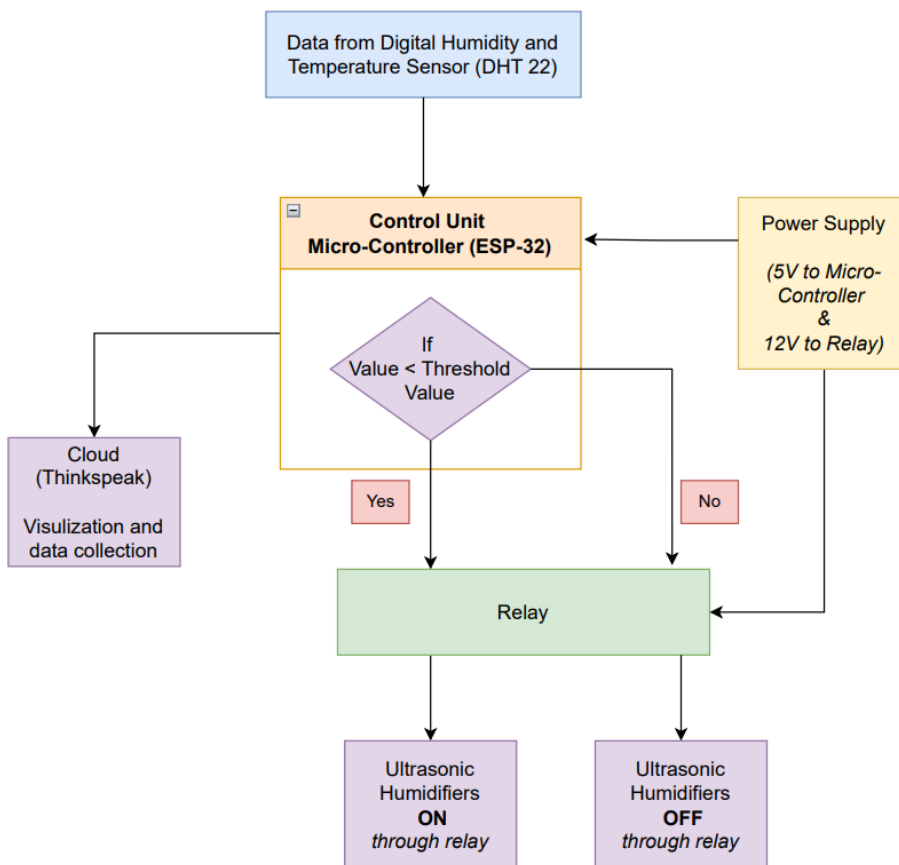 Data from Digital Humidity and
Temperature Sensor (DHT 22)
Control Unit
Micro-Controller (ESP-32)
Power Supply
(5V to Micro-
Controller
&
12V to Relay)
If
Value < Threshold
Value
Cloud
(Thinkspeak)
Visulization and
data collection
Yes
No
Relay
Ultrasonic
Humidifiers
ON
through relay
Ultrasonic
Humidifiers
OFF
through relay